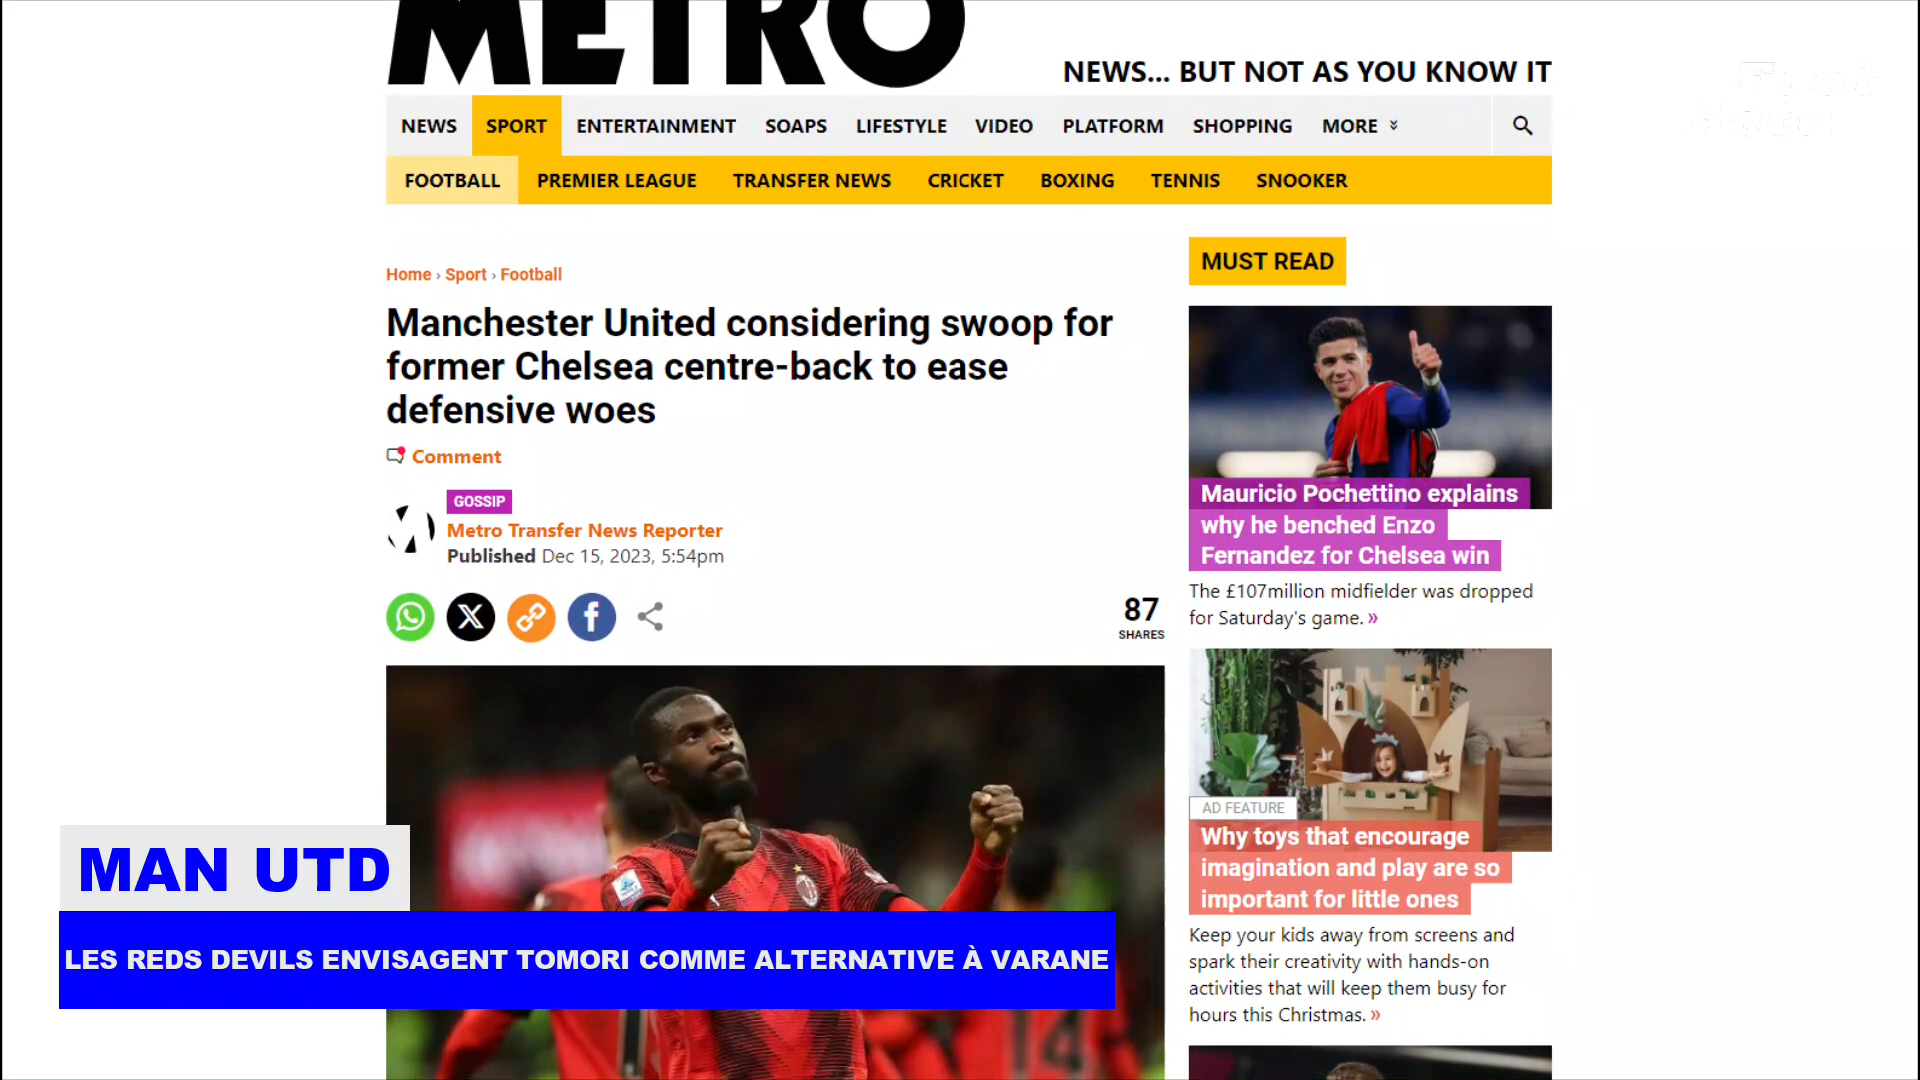 METRO
NEWS... BUT NOT AS YOU KNOW IT
NEWS SPORT ENTERTAINMENT SOAPS LIFESTYLE VIDEO PLATFORM SHOPPING MORE
FOOTBALL PREMIER LEAGUE TRANSFER NEWS CRICKET BOXING TENNIS SNOOKER
Home › Sport › Football
Manchester United considering swoop for
former Chelsea centre-back to ease
defensive woes
Comment
GOSSIP
Metro Transfer News Reporter
Published Dec 15, 2023, 5:54pm
87
SHARES
MUST READ
Mauricio Pochettino explains
why he benched Enzo
Fernandez for Chelsea win
The £107million midfielder was dropped
for Saturday's game. »
AD FEATURE
Why toys that encourage
imagination and play are so
important for little ones
Keep your kids away from screens and
spark their creativity with hands-on
activities that will keep them busy for
hours this Christmas. »
MAN UTD
LES REDS DEVILS ENVISAGENT TOMORI COMME ALTERNATIVE À VARANE
14